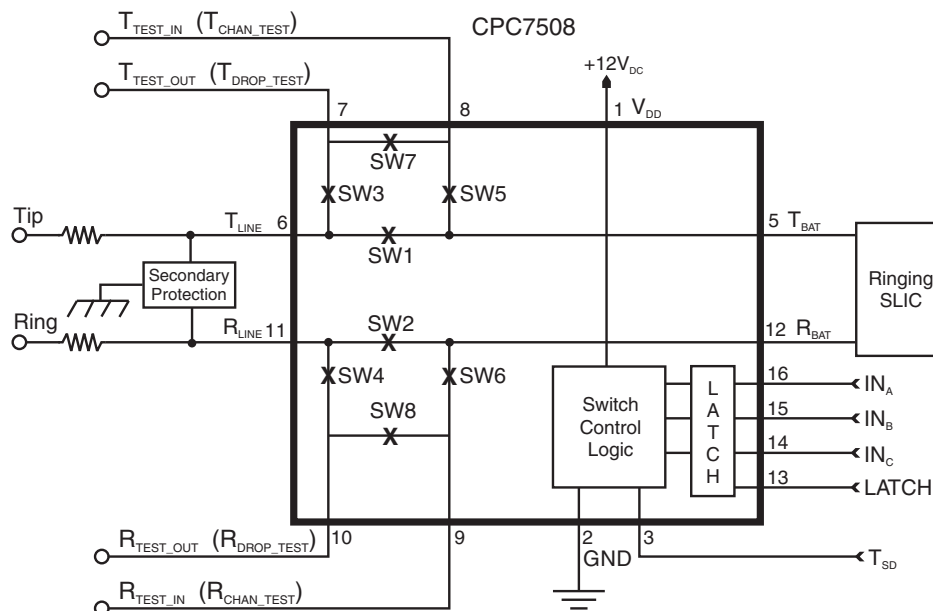 T_TEST_IN (T_CHAN_TEST)
CPC7508
T_TEST_OUT (T_DROP_TEST)
+12V_DC
7
8
1 V_DD
SW7
SW3
SW5
Tip
T_LINE 6
5 T_BAT
SW1
Secondary
Protection
Ringing
SLIC
Ring
R_LINE 11
SW2
12 R_BAT
SW4
SW6
16 IN_A
SW8
Switch
Control
Logic
LATCH
15 IN_B
14 IN_C
13 LATCH
10
9
2
3
GND
R_TEST_OUT (R_DROP_TEST)
T_SD
R_TEST_IN (R_CHAN_TEST)